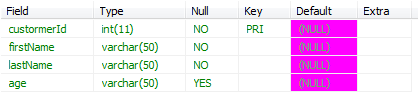 Field Type Null Key Default Extra
custormerId int(11) NO PRI (NULL)
firstName varchar(50) NO (NULL)
lastName varchar(50) NO (NULL)
age varchar(50) YES (NULL)